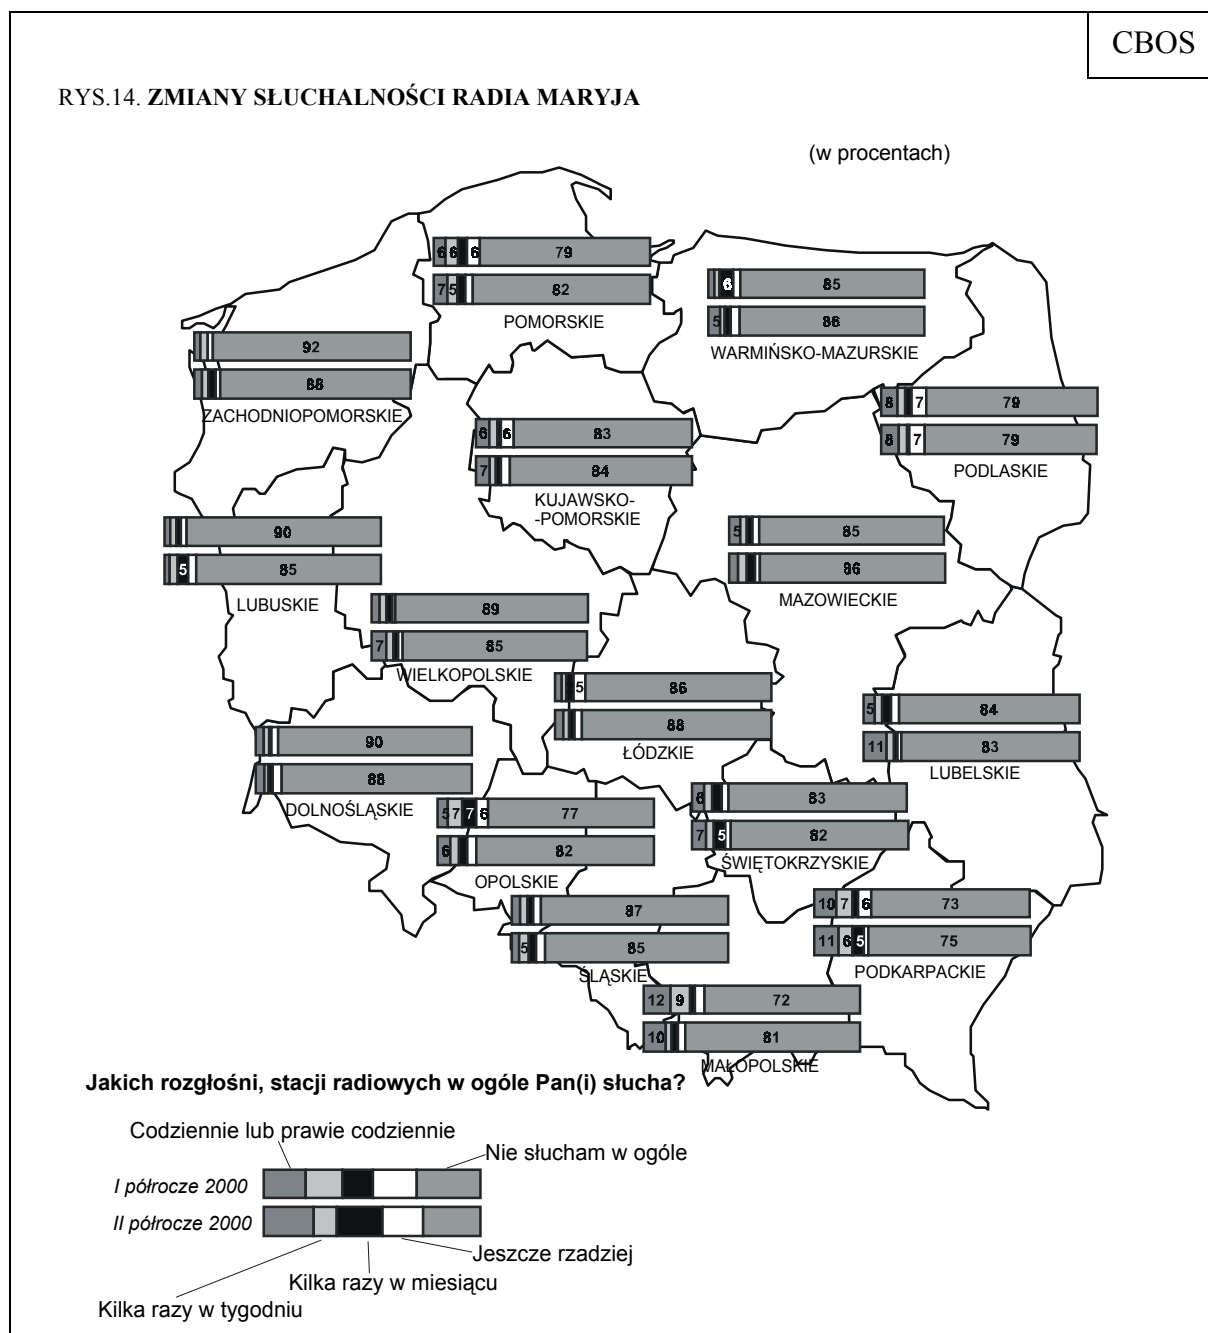 CBOS
RYS.14. ZMIANY SŁUCHALNOŚCI RADIA MARYJA
(w procentach)
6 6 6 79
7 5 82
POMORSKIE
6 85
5 86
WARMIŃSKO-MAZURSKIE
92
88
ZACHODNIOPOMORSKIE
8 7 79
8 7 79
PODLASKIE
6 6 83
7 84
KUJAWSKO-
-POMORSKIE
90
5 85
LUBUSKIE
5 85
86
MAZOWIECKIE
89
7 85
WIELKOPOLSKIE
5 86
88
ŁÓDZKIE
5 84
11 83
LUBELSKIE
90
88
DOLNOŚLĄSKIE
5 7 7 6 77
6 82
OPOLSKIE
6 83
7 5 82
ŚWIĘTOKRZYSKIE
87
5 85
ŚLĄSKIE
10 7 6 73
11 6 5 75
PODKARPACKIE
12 9 72
10 81
MAŁOPOLSKIE
Jakich rozgłośni, stacji radiowych w ogóle Pan(i) słucha?
Codziennie lub prawie codziennie
Nie słucham w ogóle
I półrocze 2000
II półrocze 2000
Jeszcze rzadziej
Kilka razy w miesiącu
Kilka razy w tygodniu